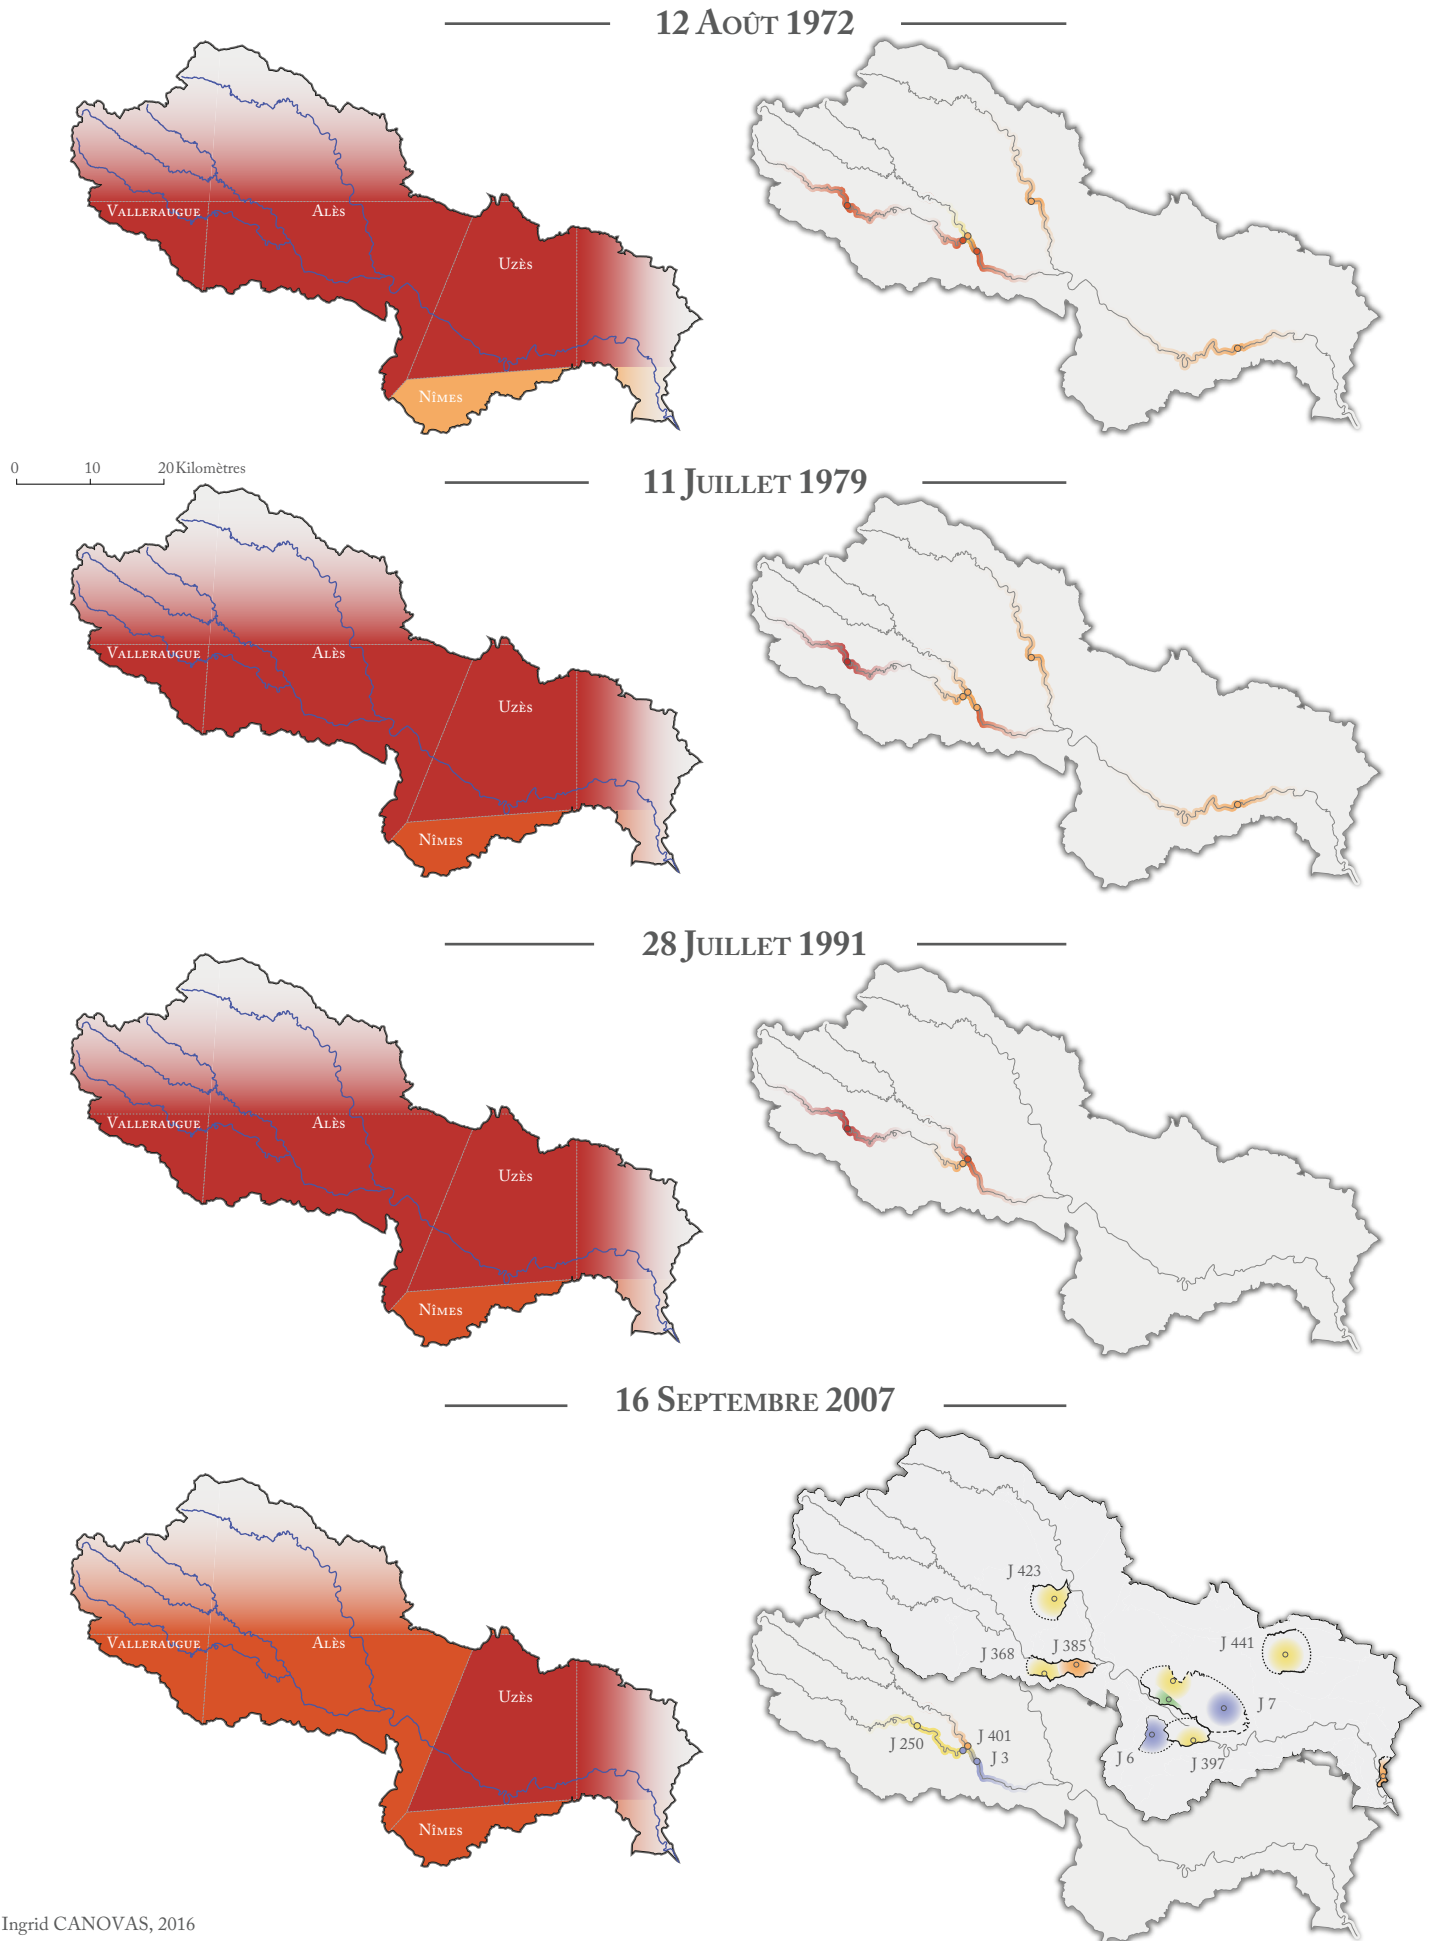 12 Août 1972
Valleraugue
Alès
Uzès
Nîmes
0 10 20 Kilomètres
11 Juillet 1979
Valleraugue
Alès
Uzès
Nîmes
28 Juillet 1991
Valleraugue
Alès
Uzès
Nîmes
16 Septembre 2007
Valleraugue
Alès
Uzès
Nîmes
J 423
J 368
J 385
J 441
J 7
J 6
J 397
J 250
J 401
J 3
Ingrid CANOVAS, 2016